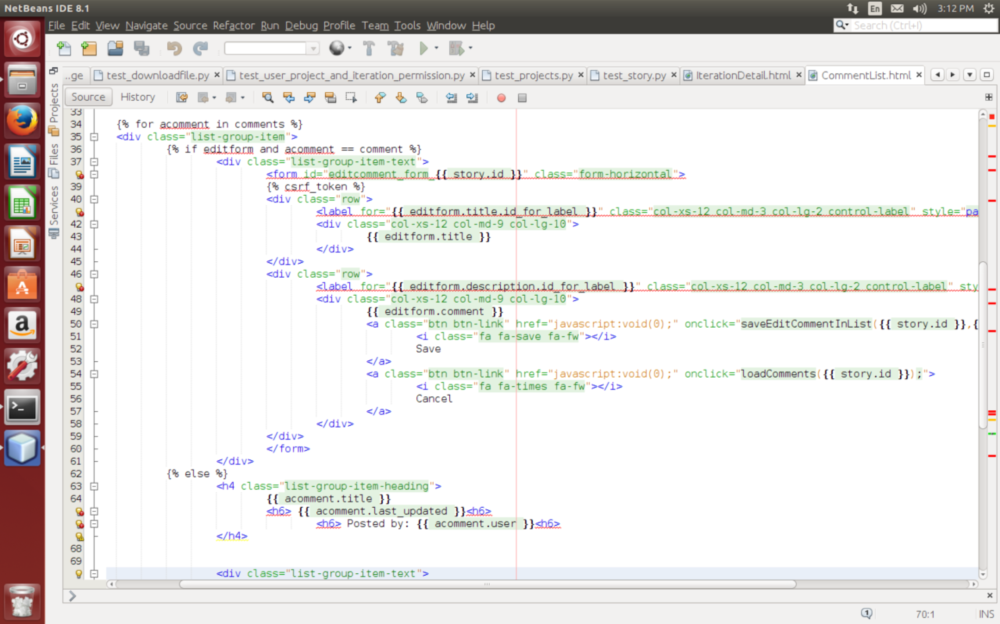 NetBeans IDE 8.1
En
3:12 PM
File Edit View Navigate Source Refactor Run Debug Profile Team Tools Window Help
Search (Ctrl+I)
..ge
test_downloadfile.py
test_user_project_and_iteration_permission.py
test_projects.py
test_story.py
IterationDetail.html
CommentList.html
Projects
Files
Services
Source
History
33
34 {% for acomment in comments %}
35 <div class="list-group-item">
36 {% if editform and acomment == comment %}
37 <div class="list-group-item-text">
<form id="editcomment_form_{{ story.id }}" class="form-horizontal">
39 {% csrf_token %}
40 <div class="row">
<label for="{{ editform.title.id_for_label }}" class="col-xs-12 col-md-3 col-lg-2 control-label" style="pa
42 <div class="col-xs-12 col-md-9 col-lg-10">
43 {{ editform.title }}
44 </div>
45 </div>
46 <div class="row">
<label for="{{ editform.description.id_for_label }}" class="col-xs-12 col-md-3 col-lg-2 control-label" sty
48 <div class="col-xs-12 col-md-9 col-lg-10">
49 {{ editform.comment }}
50 <a class="btn btn-link" href="javascript:void(0);" onclick="saveEditCommentInList({{ story.id }},{
51 <i class="fa fa-save fa-fw"></i>
52 Save
53 </a>
54 <a class="btn btn-link" href="javascript:void(0);" onclick="loadComments({{ story.id }});">
55 <i class="fa fa-times fa-fw"></i>
56 Cancel
57 </a>
58 </div>
59 </div>
60 </form>
61 </div>
62 {% else %}
63 <h4 class="list-group-item-heading">
64 {{ acomment.title }}
<h6> {{ acomment.last_updated }}<h6>
<h6> Posted by: {{ acomment.user }}<h6>
</h4>
68
69
<div class="list-group-item-text">
1
70:1
INS